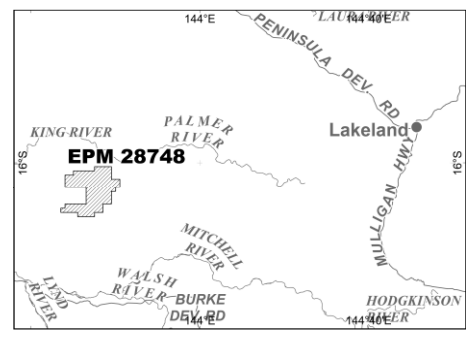 144°E
144°40'E
LAURA RIVER
PENINSULA DEV. RD
PALMER
RIVER
KING RIVER
Lakeland
16°S
EPM 28748
16°S
MULLIGAN HWY
MITCHELL
RIVER
WALSH
RIVER
LYND
RIVER
BURKE
DEV. RD
HODGKINSON
RIVER
144°E
144°40'E